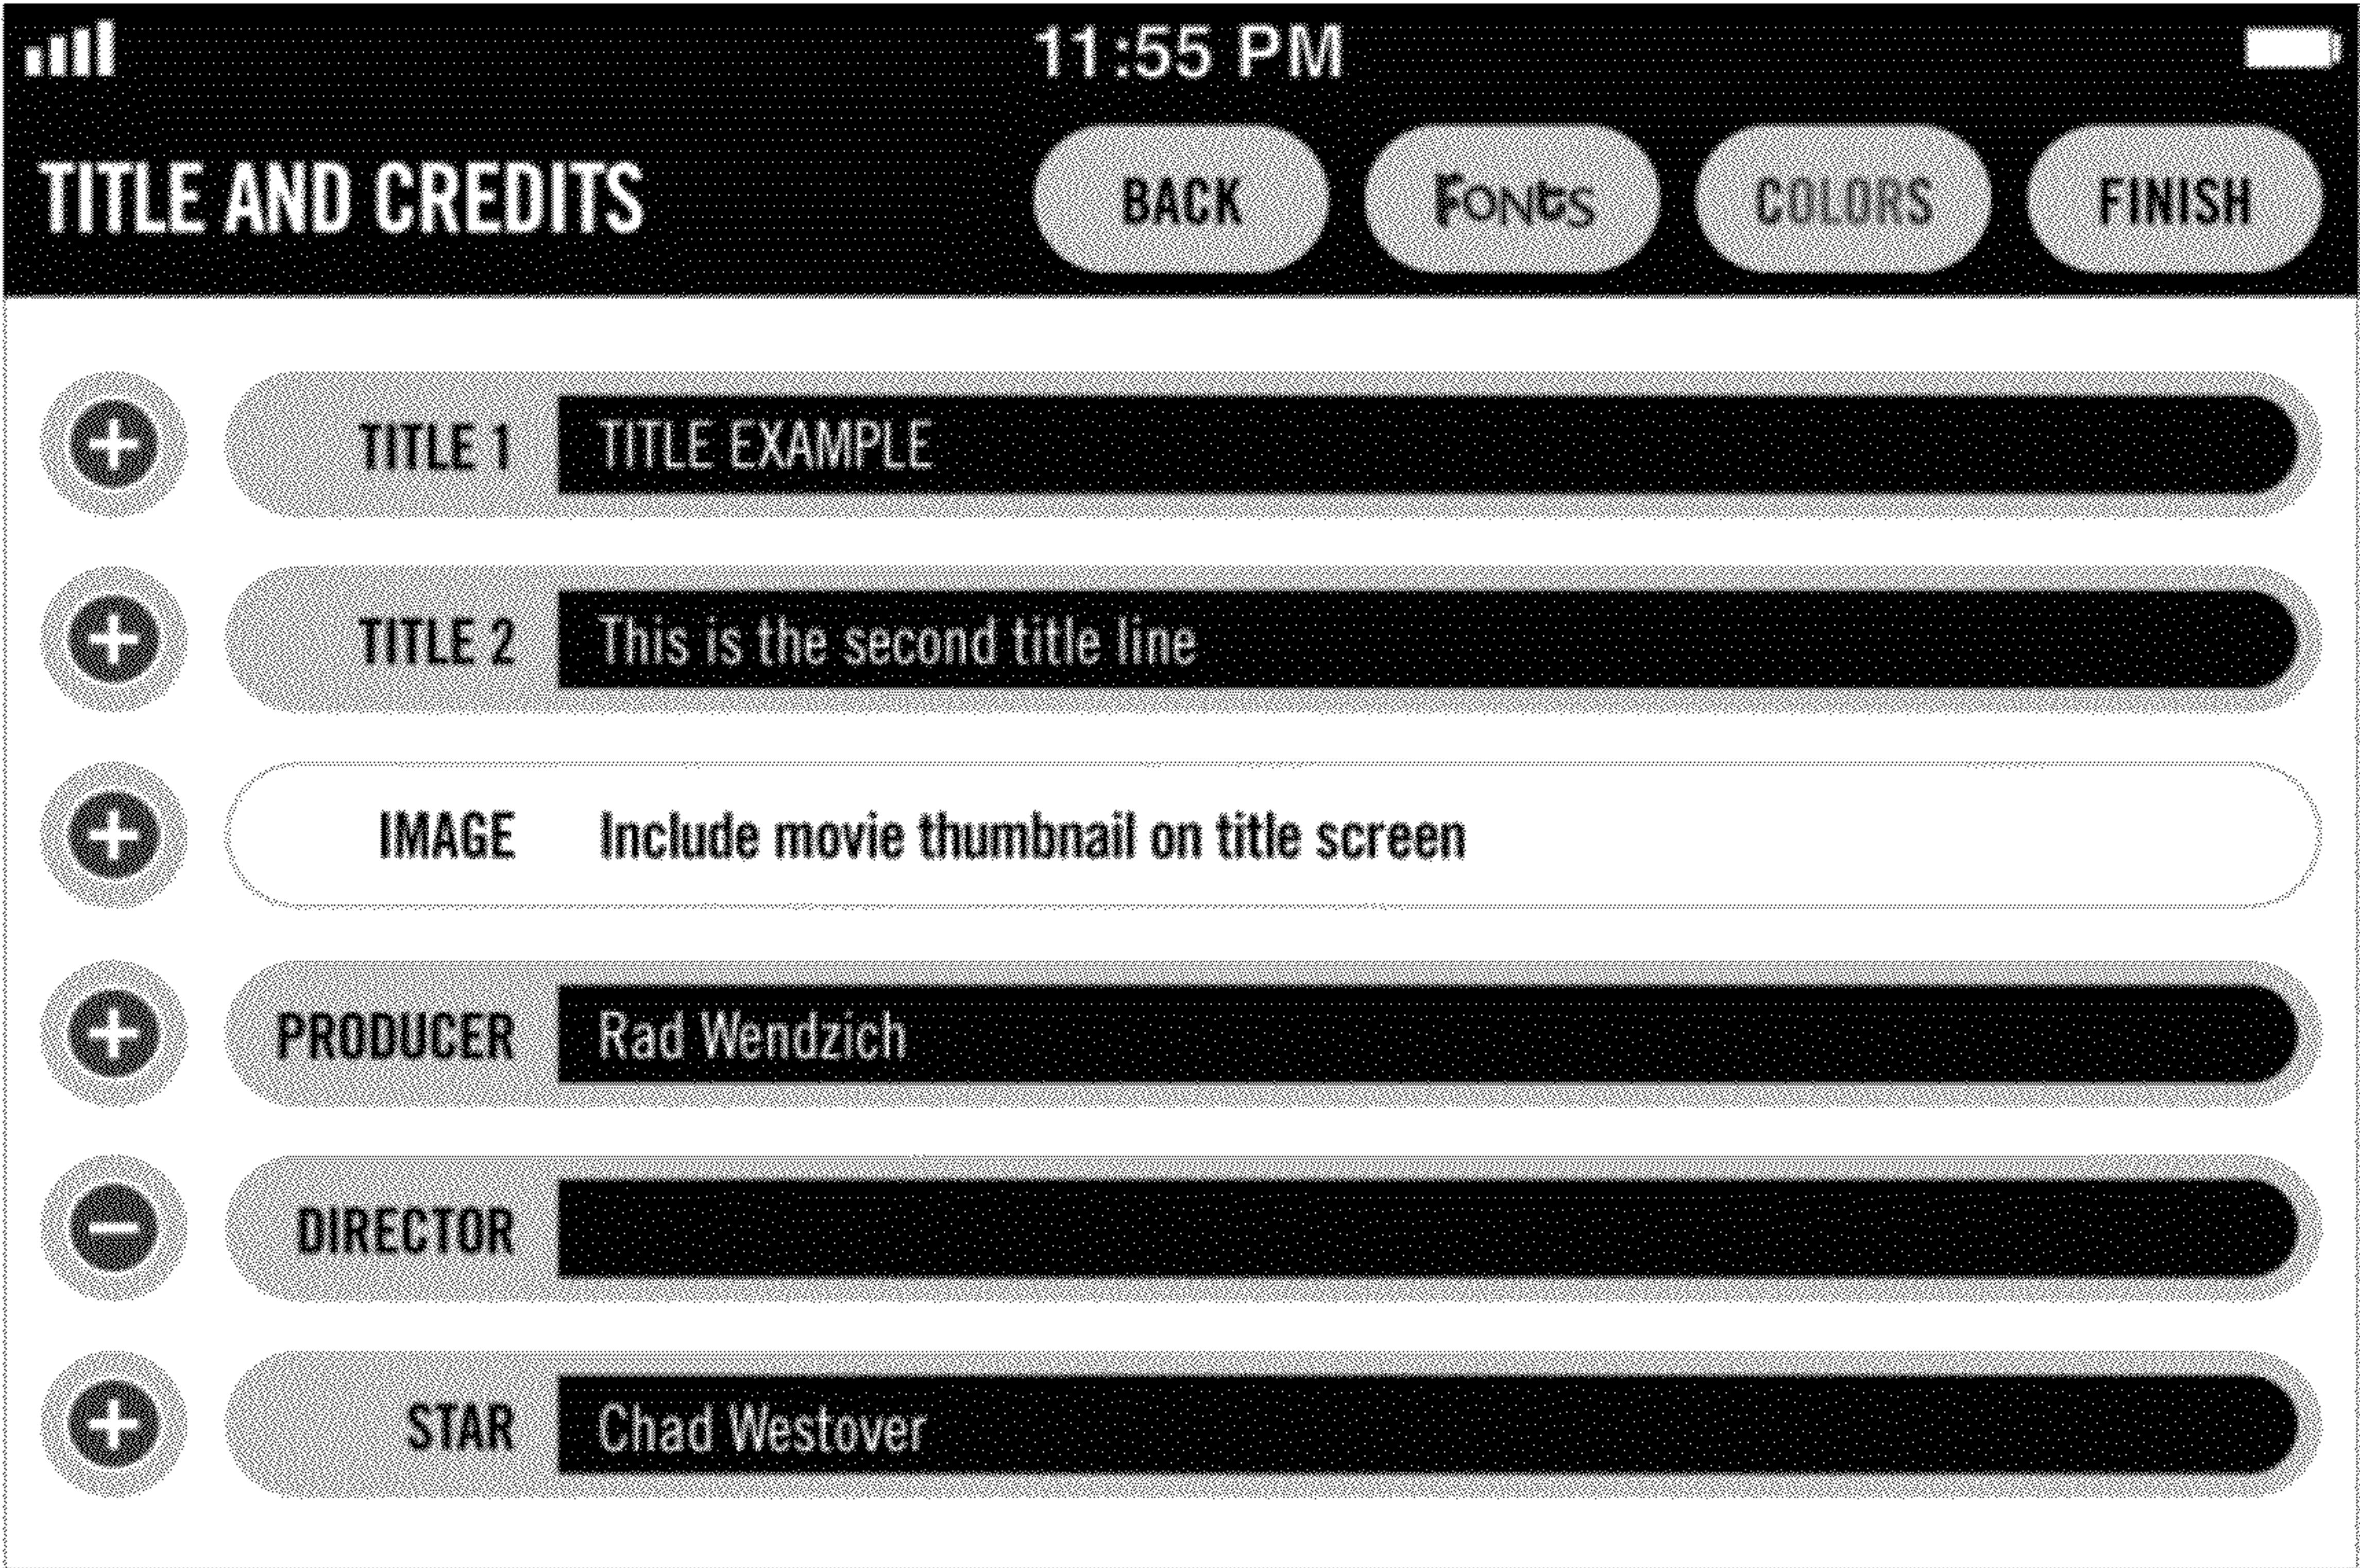 11:55 PM
TITLE AND CREDITS BACK FONtS COLORS FINISH
TITLE 1 TITLE EXAMPLE
TITLE 2 This is the second title line
IMAGE Include movie thumbnail on title screen
PRODUCER Rad Wendzich
DIRECTOR
STAR Chad Westover